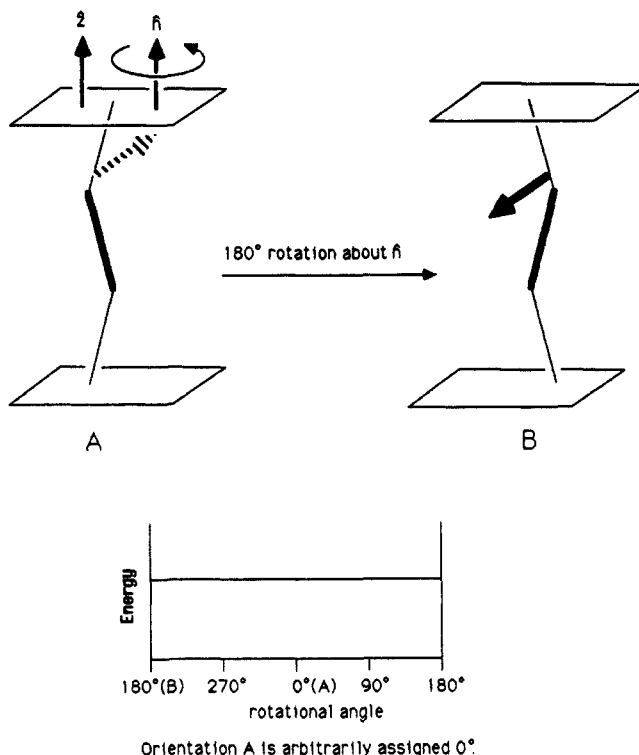 ẑ n̂
180° rotation about n̂
A B
Energy
180°(B) 270° 0°(A) 90° 180°
rotational angle
Orientation A is arbitrarily assigned 0°.